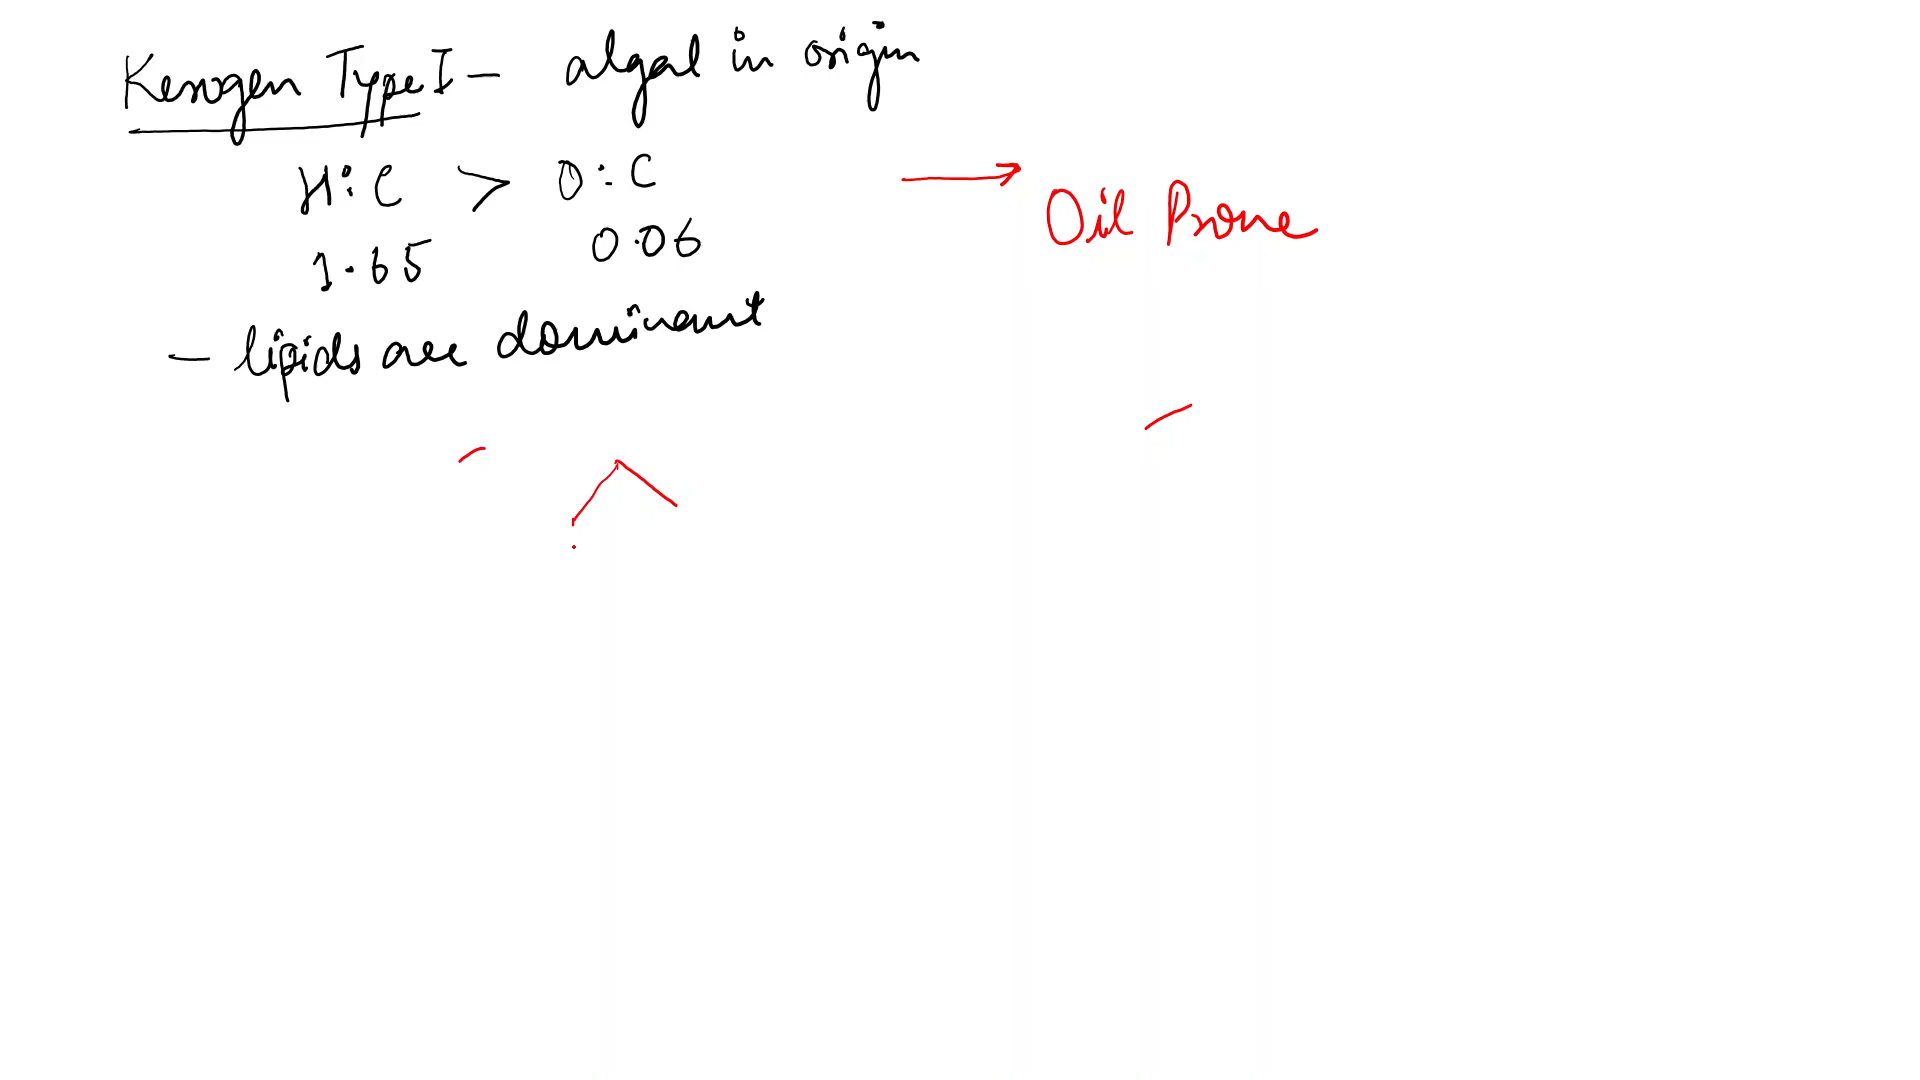 Kerogen Type I – algal in origin
H:C > O:C
→ Oil Prone
1.65 0.06
– lipids are dominant